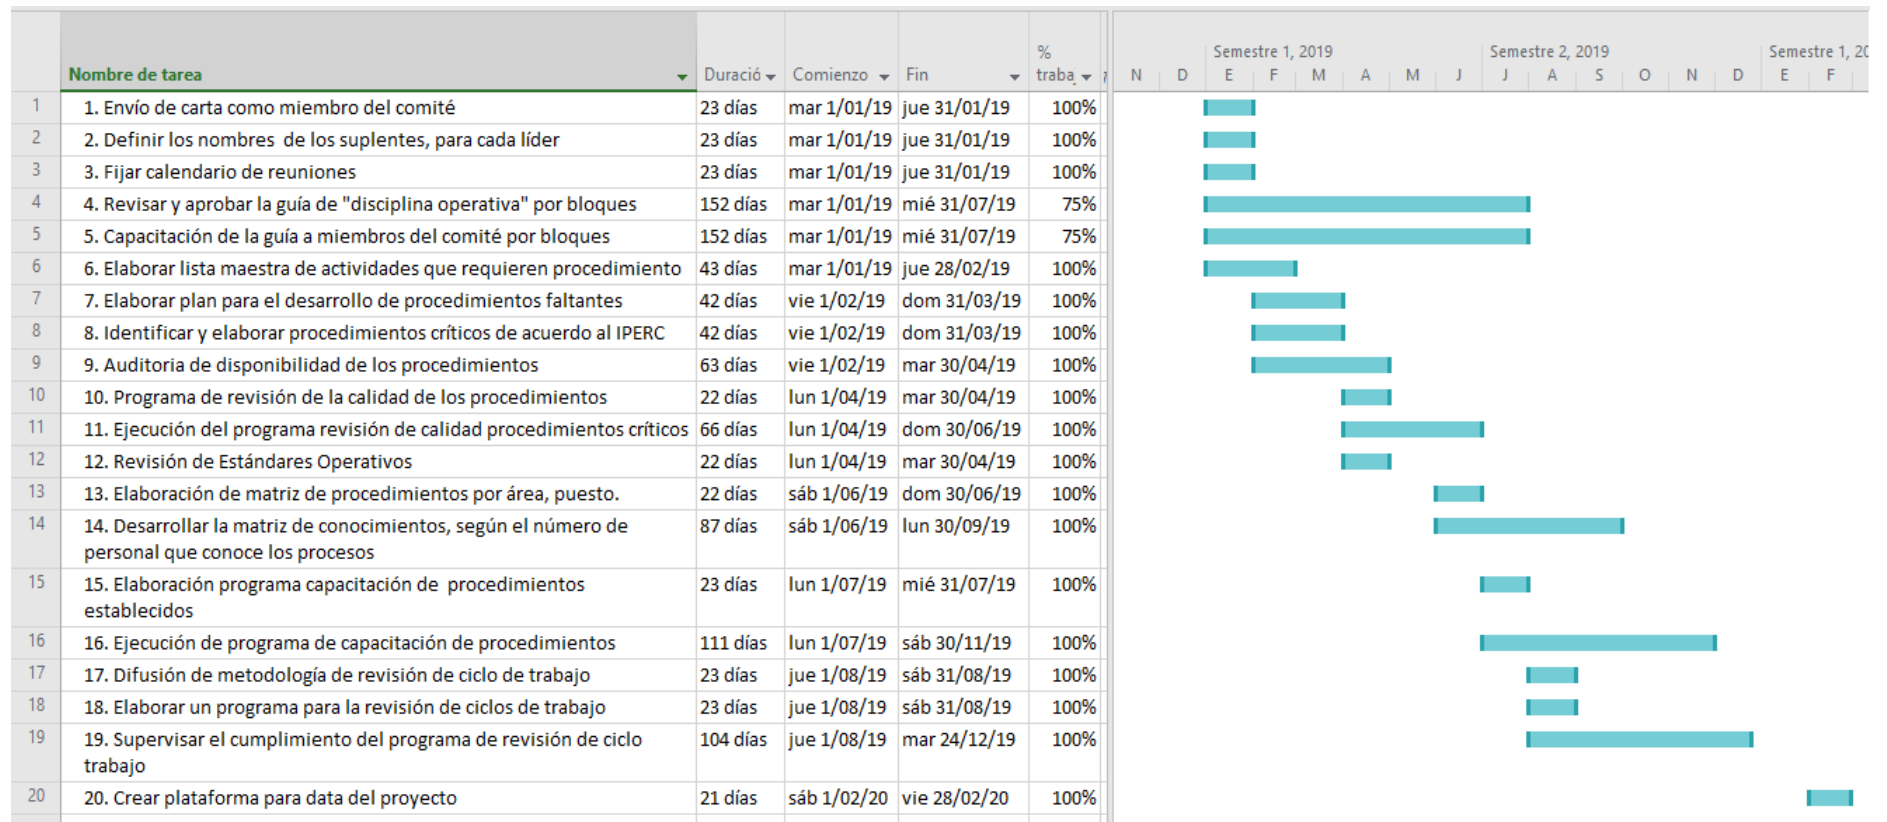 Semestre 1, 2019 Semestre 2, 2019 Semestre 1, 20
%
Nombre de tarea Duració Comienzo Fin traba N D E F M A M J J A S O N D E F
1 1. Envío de carta como miembro del comité 23 días mar 1/01/19 jue 31/01/19 100%
2 2. Definir los nombres de los suplentes, para cada líder 23 días mar 1/01/19 jue 31/01/19 100%
3 3. Fijar calendario de reuniones 23 días mar 1/01/19 jue 31/01/19 100%
4 4. Revisar y aprobar la guía de "disciplina operativa" por bloques 152 días mar 1/01/19 mié 31/07/19 75%
5 5. Capacitación de la guía a miembros del comité por bloques 152 días mar 1/01/19 mié 31/07/19 75%
6 6. Elaborar lista maestra de actividades que requieren procedimiento 43 días mar 1/01/19 jue 28/02/19 100%
7 7. Elaborar plan para el desarrollo de procedimientos faltantes 42 días vie 1/02/19 dom 31/03/19 100%
8 8. Identificar y elaborar procedimientos críticos de acuerdo al IPERC 42 días vie 1/02/19 dom 31/03/19 100%
9 9. Auditoria de disponibilidad de los procedimientos 63 días vie 1/02/19 mar 30/04/19 100%
10 10. Programa de revisión de la calidad de los procedimientos 22 días lun 1/04/19 mar 30/04/19 100%
11 11. Ejecución del programa revisión de calidad procedimientos críticos 66 días lun 1/04/19 dom 30/06/19 100%
12 12. Revisión de Estándares Operativos 22 días lun 1/04/19 mar 30/04/19 100%
13 13. Elaboración de matriz de procedimientos por área, puesto. 22 días sáb 1/06/19 dom 30/06/19 100%
14 14. Desarrollar la matriz de conocimientos, según el número de 87 días sáb 1/06/19 lun 30/09/19 100%
personal que conoce los procesos
15 15. Elaboración programa capacitación de procedimientos 23 días lun 1/07/19 mié 31/07/19 100%
establecidos
16 16. Ejecución de programa de capacitación de procedimientos 111 días lun 1/07/19 sáb 30/11/19 100%
17 17. Difusión de metodología de revisión de ciclo de trabajo 23 días jue 1/08/19 sáb 31/08/19 100%
18 18. Elaborar un programa para la revisión de ciclos de trabajo 23 días jue 1/08/19 sáb 31/08/19 100%
19 19. Supervisar el cumplimiento del programa de revisión de ciclo 104 días jue 1/08/19 mar 24/12/19 100%
trabajo
20 20. Crear plataforma para data del proyecto 21 días sáb 1/02/20 vie 28/02/20 100%